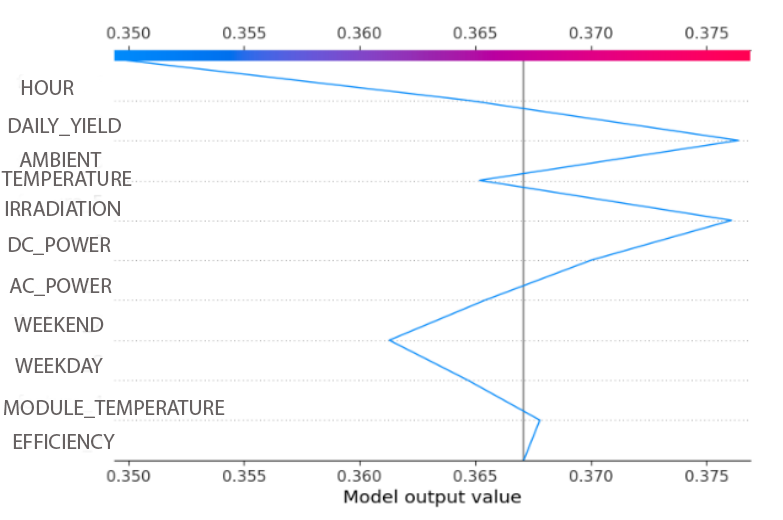 0.350 0.355 0.360 0.365 0.370 0.375
HOUR
DAILY_YIELD
AMBIENT
TEMPERATURE
IRRADIATION
DC_POWER
AC_POWER
WEEKEND
WEEKDAY
MODULE_TEMPERATURE
EFFICIENCY
0.350 0.355 0.360 0.365 0.370 0.375
Model output value